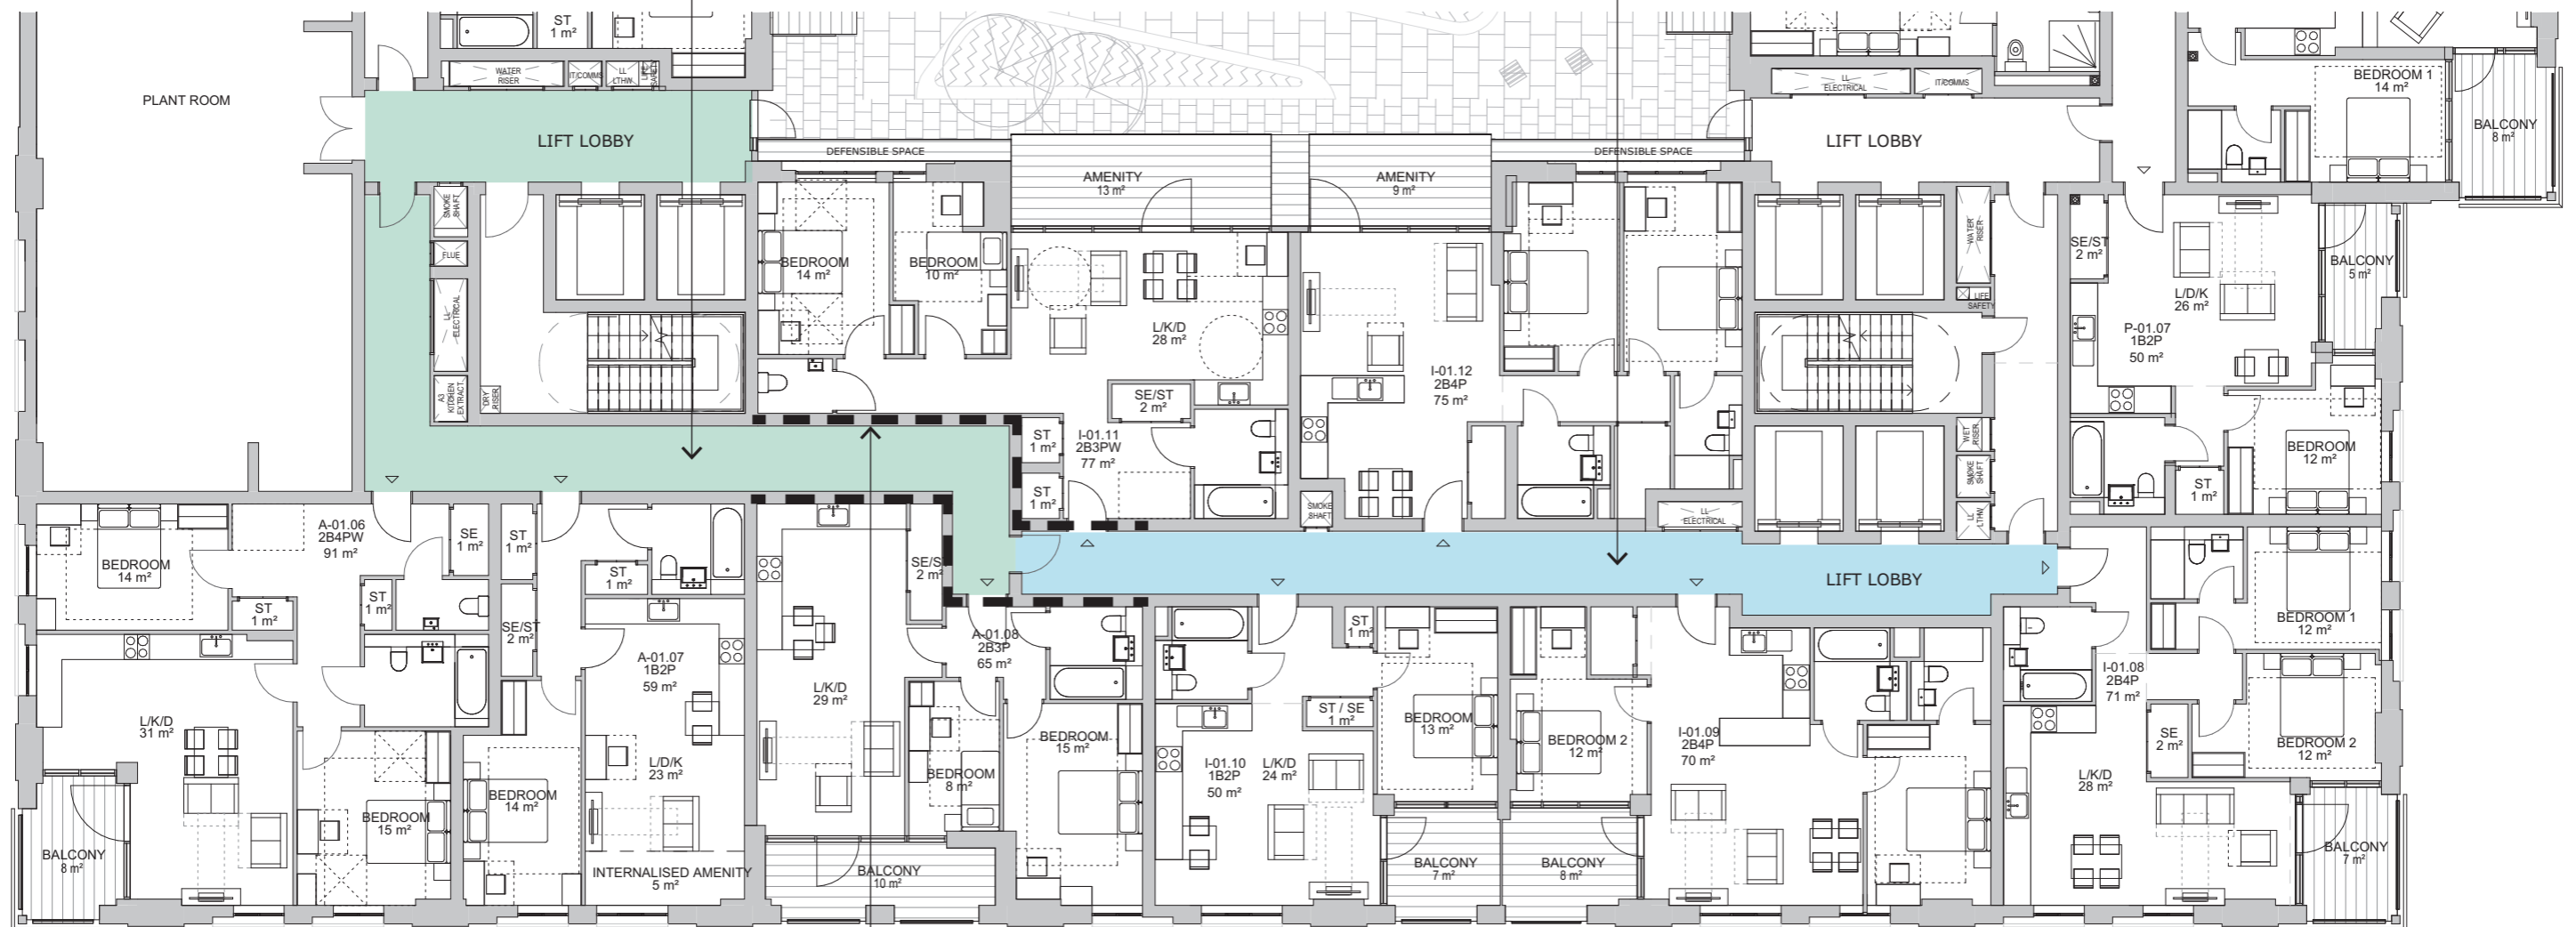 ST
1 m²
WATER
RISER
IT/COMMS
LL
LTHW
LIFE
SAFETY
PLANT ROOM
LIFT LOBBY
DEFENSIBLE SPACE
AMENITY
13 m²
AMENITY
9 m²
DEFENSIBLE SPACE
LL
ELECTRICAL
IT/COMMS
LIFT LOBBY
BEDROOM 1
14 m²
BALCONY
8 m²
SMOKE
SHAFT
FLUE
LL
ELECTRICAL
A3
KITCHEN
EXTRACT
DRY
RISER
BEDROOM
14 m²
BEDROOM
10 m²
L/K/D
28 m²
SE/ST
2 m²
I-01.12
2B4P
75 m²
WATER
RISER
LIFE
SAFETY
SE/ST
2 m²
L/D/K
26 m²
BALCONY
5 m²
P-01.07
1B2P
50 m²
ST
1 m²
I-01.11
2B3PW
77 m²
ST
1 m²
SMOKE
SHAFT
LL
ELECTRICAL
WET
RISER
SMOKE
SHAFT
LL
LTHW
BEDROOM
12 m²
ST
1 m²
A-01.06
2B4PW
91 m²
BEDROOM
14 m²
SE
1 m²
ST
1 m²
ST
1 m²
ST
1 m²
ST
1 m²
SE/ST
2 m²
SE/ST
2 m²
LIFT LOBBY
A-01.07
1B2P
59 m²
A-01.08
2B3P
65 m²
ST
1 m²
BEDROOM 1
12 m²
L/K/D
31 m²
L/K/D
29 m²
BEDROOM
15 m²
ST / SE
1 m²
BEDROOM
13 m²
BEDROOM 2
12 m²
I-01.09
2B4P
70 m²
I-01.08
2B4P
71 m²
SE
2 m²
BEDROOM 2
12 m²
L/D/K
23 m²
BEDROOM
8 m²
I-01.10
1B2P
50 m²
L/K/D
24 m²
L/K/D
28 m²
BEDROOM
14 m²
BEDROOM
15 m²
BALCONY
8 m²
INTERNALISED AMENITY
5 m²
BALCONY
10 m²
BALCONY
7 m²
BALCONY
8 m²
BALCONY
7 m²